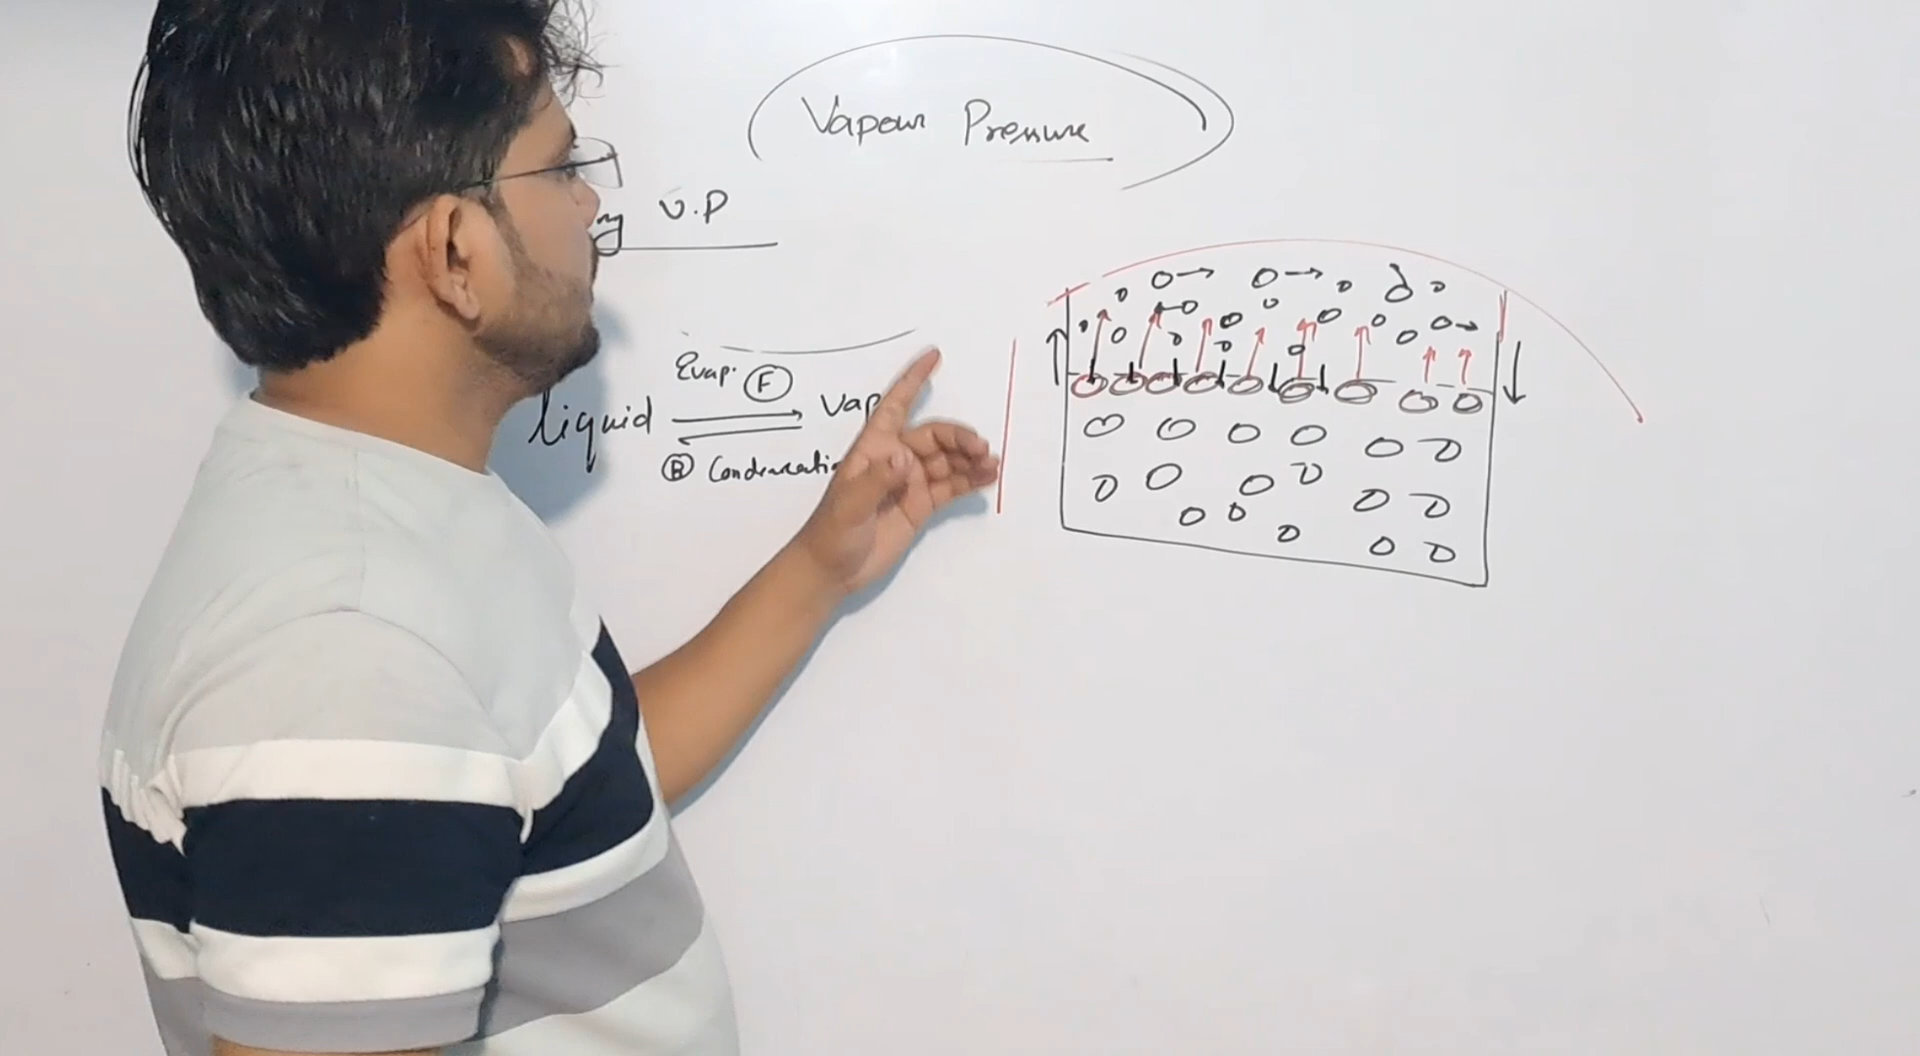 Vapour Pressure
V.P
Evap. F
liquid ⇌ Vap
B Condensatio